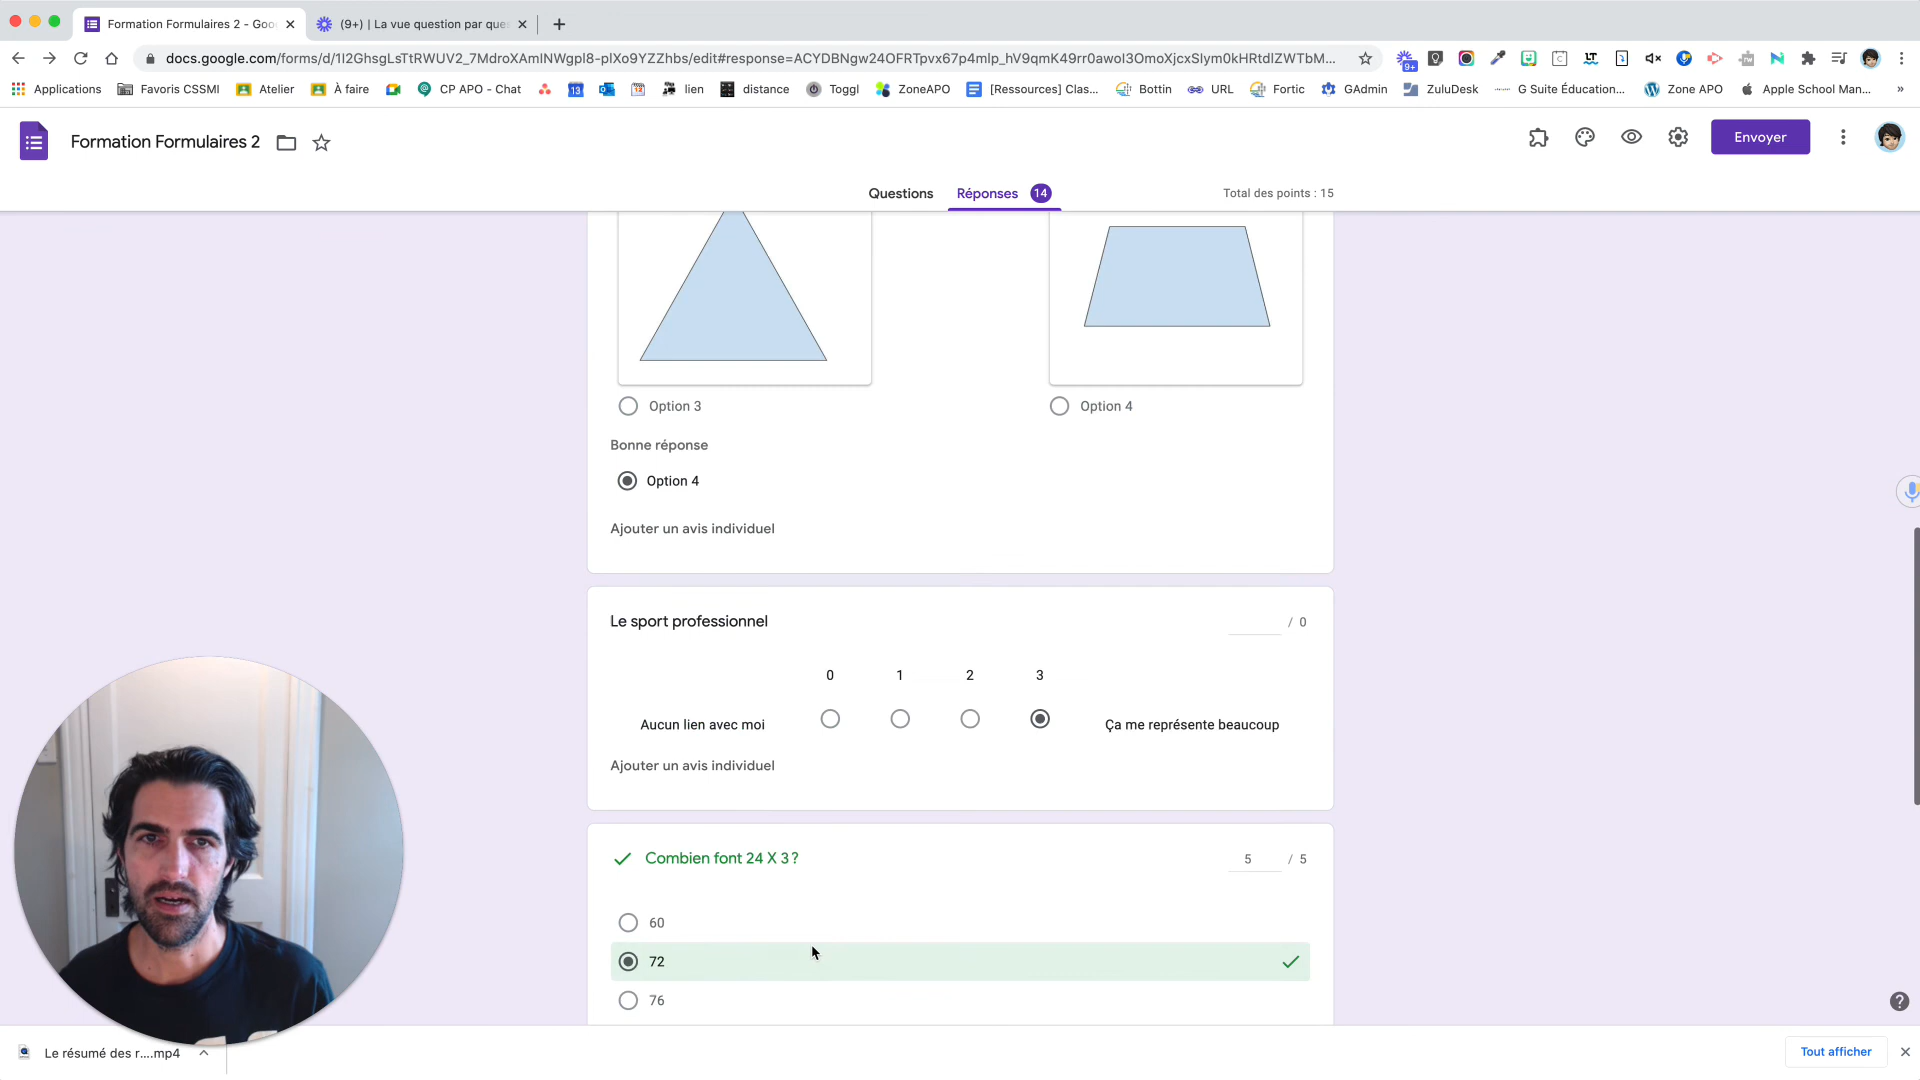 Formation Formulaires 2 - Goo
(9+) | La vue question par que
docs.google.com/forms/d/1I2GhsgLsTtRWUV2_7MdroXAmINWgpl8-pIXo9YZZhbs/edit#response=ACYDBNgw24OFRTpvx67p4mlp_hV9qmK49rr0awoI3OmoXjcxSlym0kHRtdlZWTbM...
9+
Applications
Favoris CSSMI
Atelier
À faire
CP APO - Chat
13
lien
distance
Toggl
ZoneAPO
[Ressources] Clas...
Bottin
URL
Fortic
GAdmin
ZuluDesk
G Suite Éducation...
Zone APO
Apple School Man...
»
Formation Formulaires 2
Envoyer
Questions
Réponses 14
Total des points : 15
Option 3
Option 4
Bonne réponse
Option 4
Ajouter un avis individuel
Le sport professionnel
/ 0
0 1 2 3
Aucun lien avec moi
Ça me représente beaucoup
Ajouter un avis individuel
Combien font 24 X 3 ?
5 / 5
60
72
76
Le résumé des r....mp4
Tout afficher